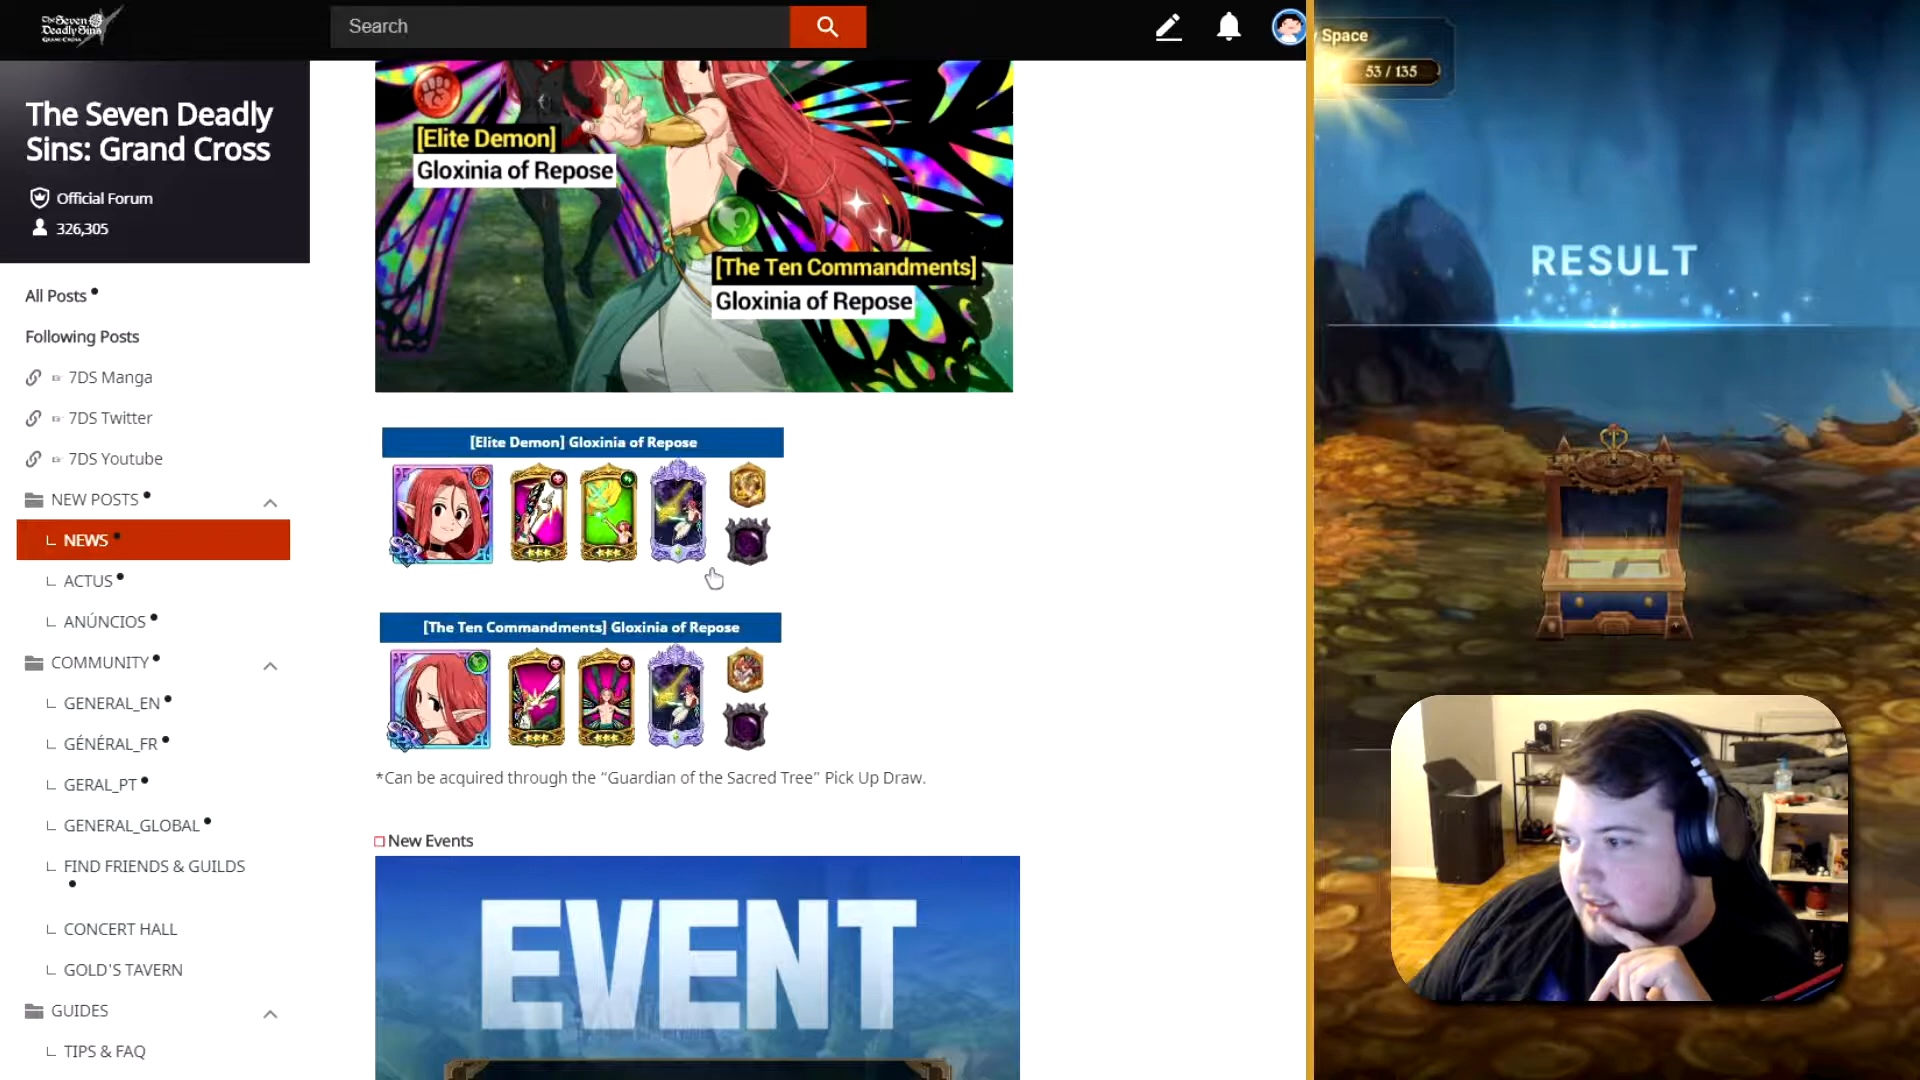 The Seven
Deadly Sins
GRAND CROSS
Search
The Seven Deadly
Sins: Grand Cross
Official Forum
326,305
All Posts
Following Posts
7DS Manga
7DS Twitter
7DS Youtube
NEW POSTS
NEWS
ACTUS
ANÚNCIOS
COMMUNITY
GENERAL_EN
GÉNÉRAL_FR
GERAL_PT
GENERAL_GLOBAL
FIND FRIENDS & GUILDS
CONCERT HALL
GOLD'S TAVERN
GUIDES
TIPS & FAQ
[Elite Demon]
Gloxinia of Repose
[The Ten Commandments]
Gloxinia of Repose
[Elite Demon] Gloxinia of Repose
[The Ten Commandments] Gloxinia of Repose
*Can be acquired through the “Guardian of the Sacred Tree” Pick Up Draw.
New Events
EVENT
Space
53 / 135
RESULT